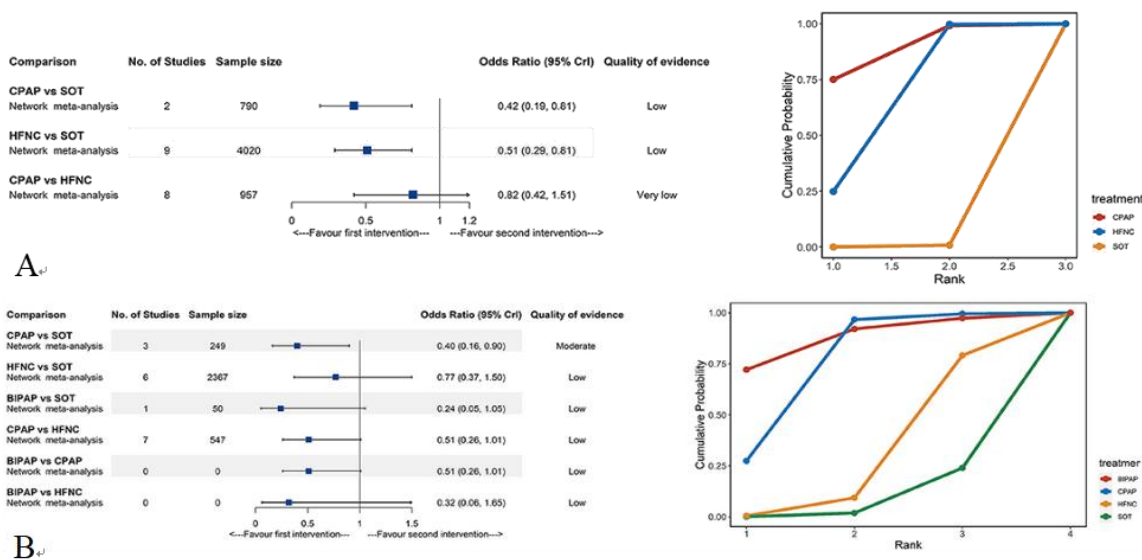 Comparison No. of Studies Sample size Odds Ratio (95% CrI) Quality of evidence
CPAP vs SOT
Network meta-analysis 2 790 0.42 (0.19, 0.81) Low
HFNC vs SOT
Network meta-analysis 9 4020 0.51 (0.29, 0.81) Low
CPAP vs HFNC
Network meta-analysis 8 957 0.82 (0.42, 1.51) Very low
0 0.5 1 1.2
<---Favour first intervention--- ---Favour second intervention--->
A
1.00
0.75
0.50
0.25
0.00
Cumulative Probability
1.0 1.5 2.0 2.5 3.0
Rank
treatment
CPAP
HFNC
SOT
Comparison No. of Studies Sample size Odds Ratio (95% CrI) Quality of evidence
CPAP vs SOT
Network meta-analysis 3 249 0.40 (0.16, 0.90) Moderate
HFNC vs SOT
Network meta-analysis 6 2367 0.77 (0.37, 1.50) Low
BIPAP vs SOT
Network meta-analysis 1 50 0.24 (0.05, 1.05) Low
CPAP vs HFNC
Network meta-analysis 7 547 0.51 (0.26, 1.01) Low
BIPAP vs CPAP
Network meta-analysis 0 0 0.51 (0.26, 1.01) Low
BIPAP vs HFNC
Network meta-analysis 0 0 0.32 (0.06, 1.65) Low
0 0.5 1 1.5
<---Favour first intervention--- ---Favour second intervention--->
B
1.00
0.75
0.50
0.25
0.00
Cumulative Probability
1 2 3 4
Rank
treatmen
BIPAP
CPAP
HFNC
SOT